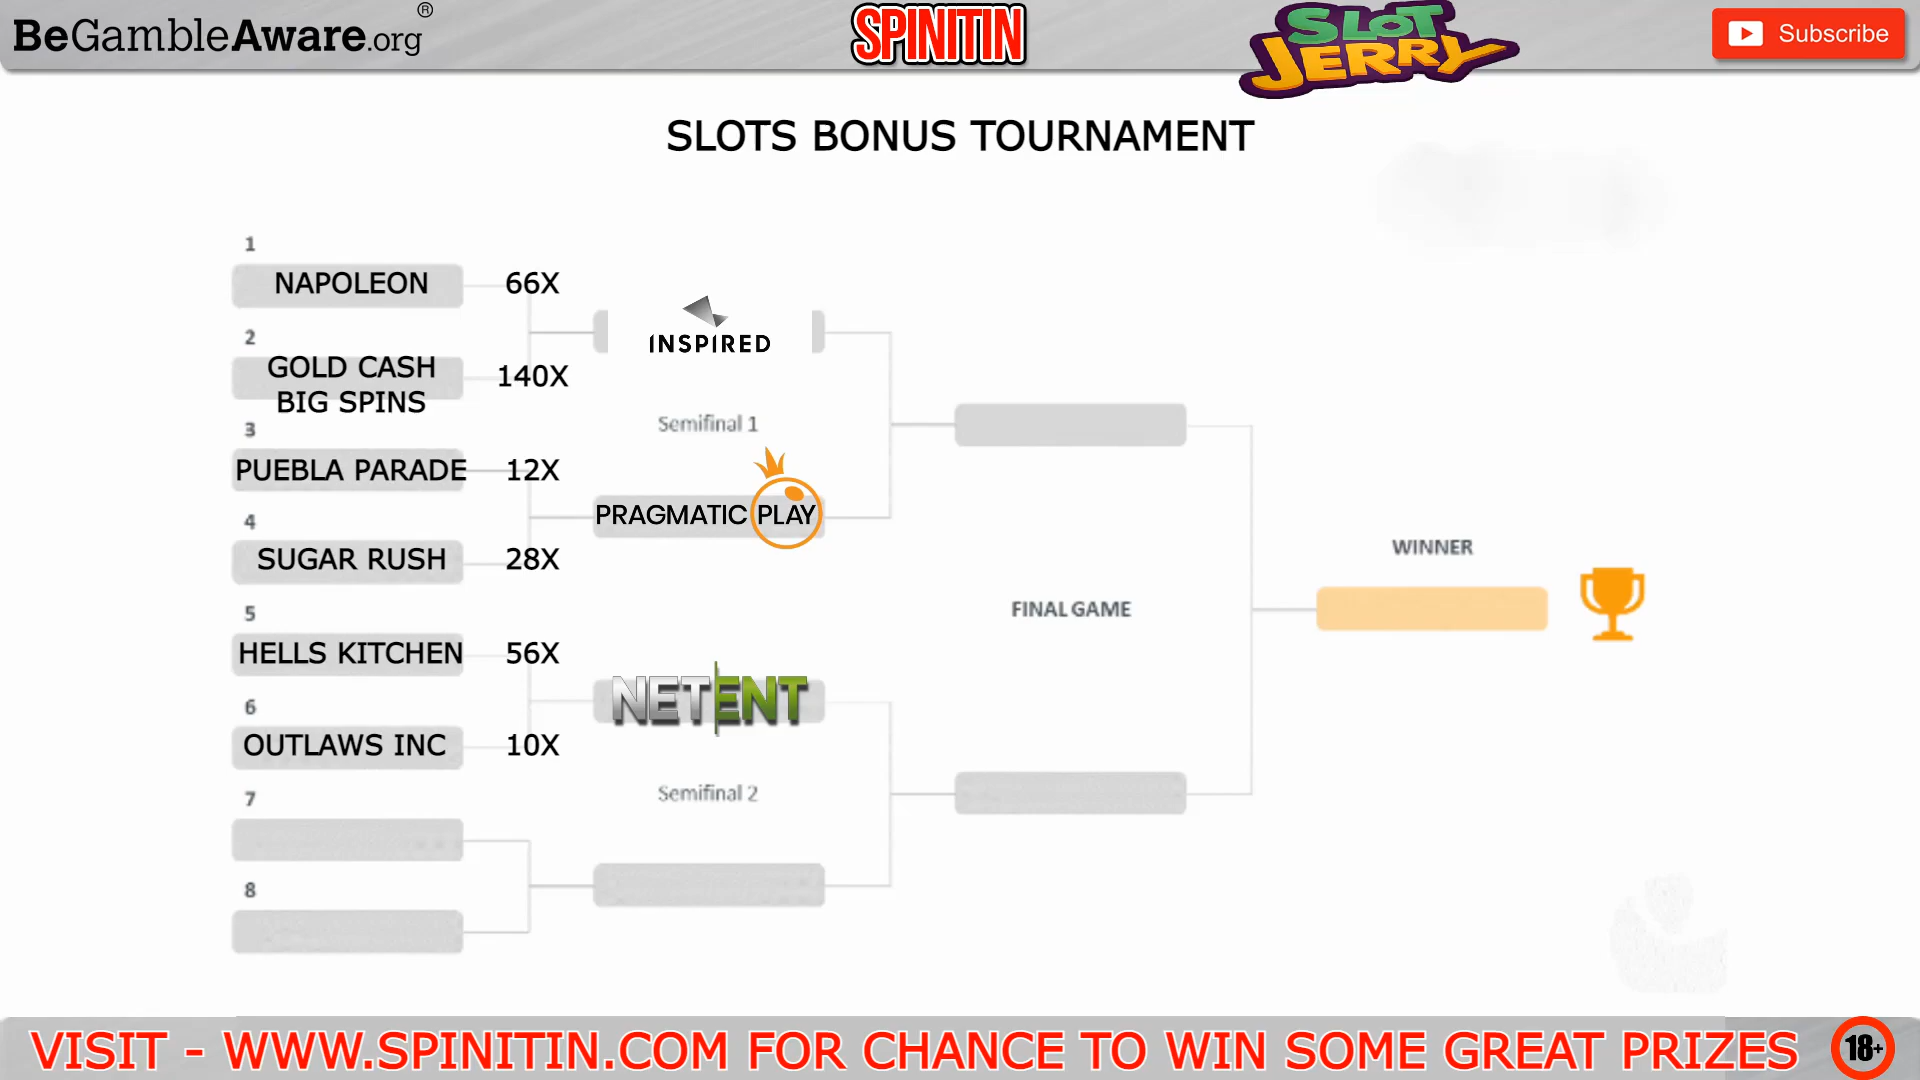 BeGambleAware.org®
SPINITIN
SLOT
JERRY
Subscribe
SLOTS BONUS TOURNAMENT
1
NAPOLEON 66X
2
GOLD CASH
BIG SPINS
140X
3
PUEBLA PARADE 12X
4
SUGAR RUSH 28X
5
HELLS KITCHEN 56X
6
OUTLAWS INC 10X
7
8
INSPIRED
Semifinal 1
PRAGMATIC PLAY
NETENT
Semifinal 2
FINAL GAME
WINNER
VISIT - WWW.SPINITIN.COM FOR CHANCE TO WIN SOME GREAT PRIZES
18+